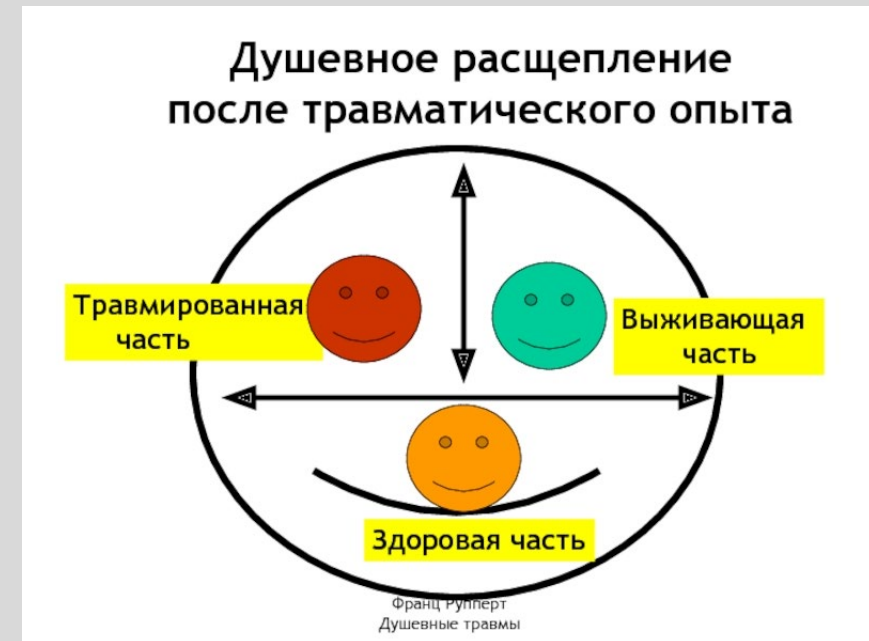 Душевное расщепление
после травматического опыта
Травмированная
часть
Выживающая
часть
Здоровая часть
Франц Рупперт
Душевные травмы